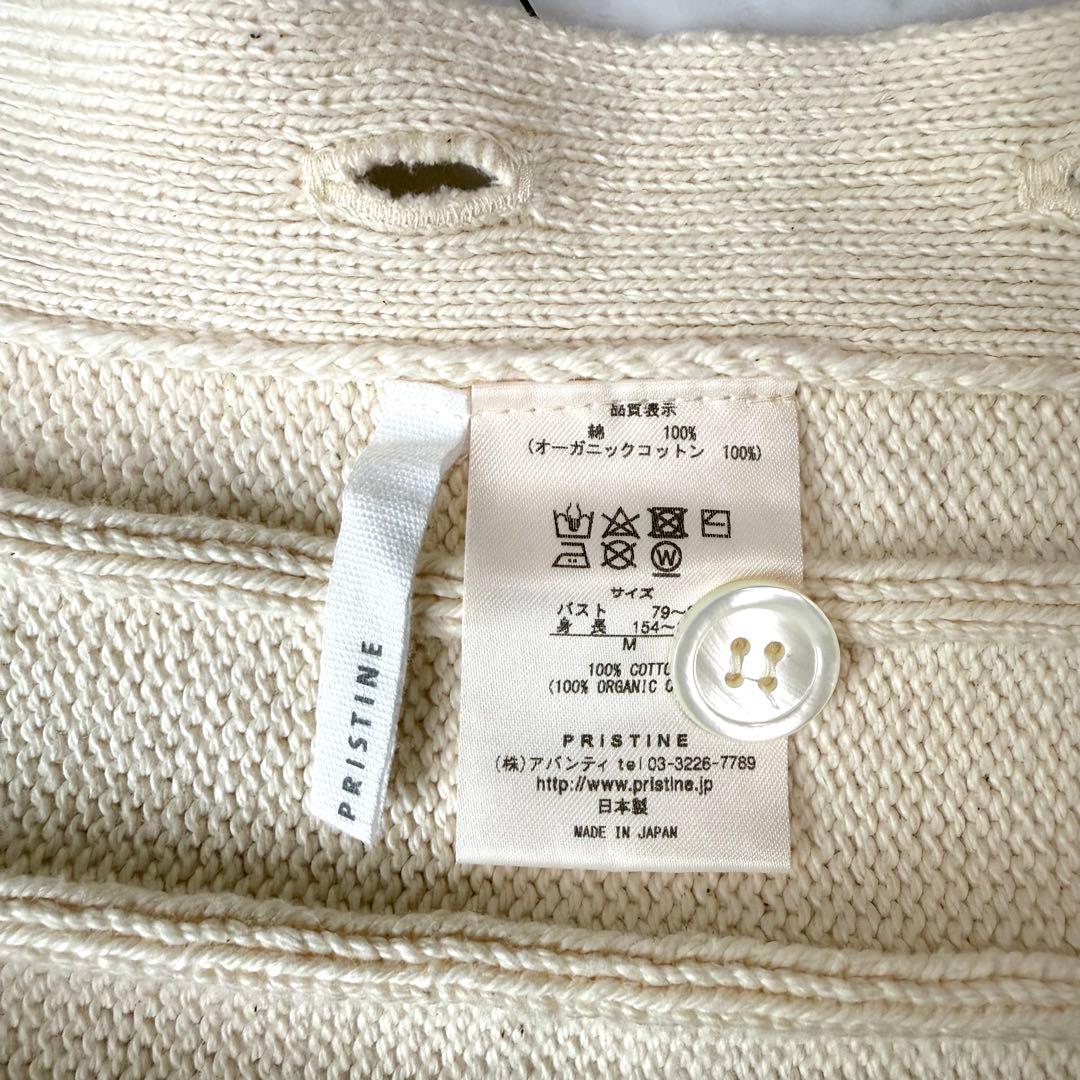 PRISTINE
品質表示
綿 100%
(オーガニックコットン 100%)
W
サイズ
バスト 79~
身長 154~
M
100%
(100% ORGANIC
PRISTINE
(株)アバンティ tel 03-3226-7789
http://www.pristine.jp
日本製
MADE IN JAPAN